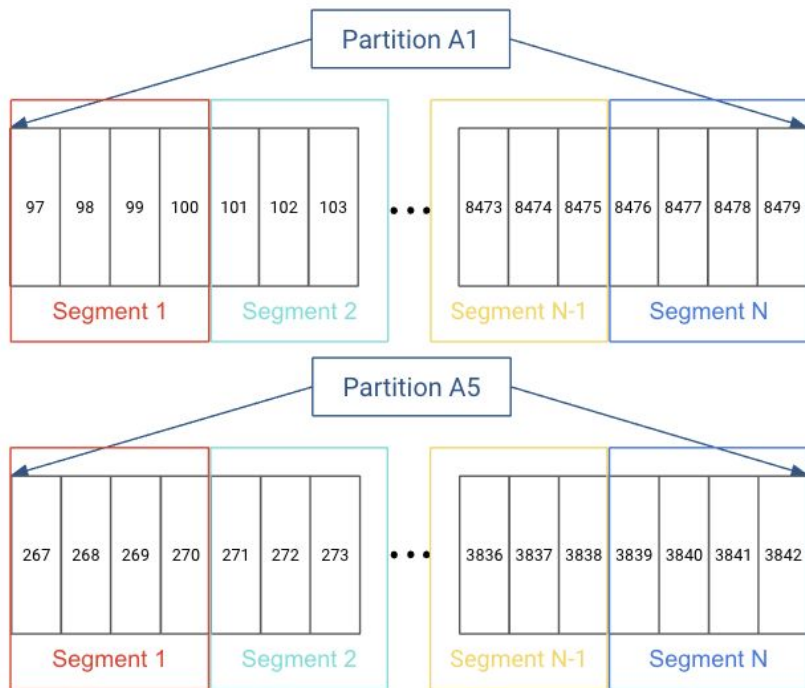 Partition A1
97 98 99 100 101 102 103 ••• 8473 8474 8475 8476 8477 8478 8479
Segment 1 Segment 2 Segment N-1 Segment N
Partition A5
267 268 269 270 271 272 273 ••• 3836 3837 3838 3839 3840 3841 3842
Segment 1 Segment 2 Segment N-1 Segment N